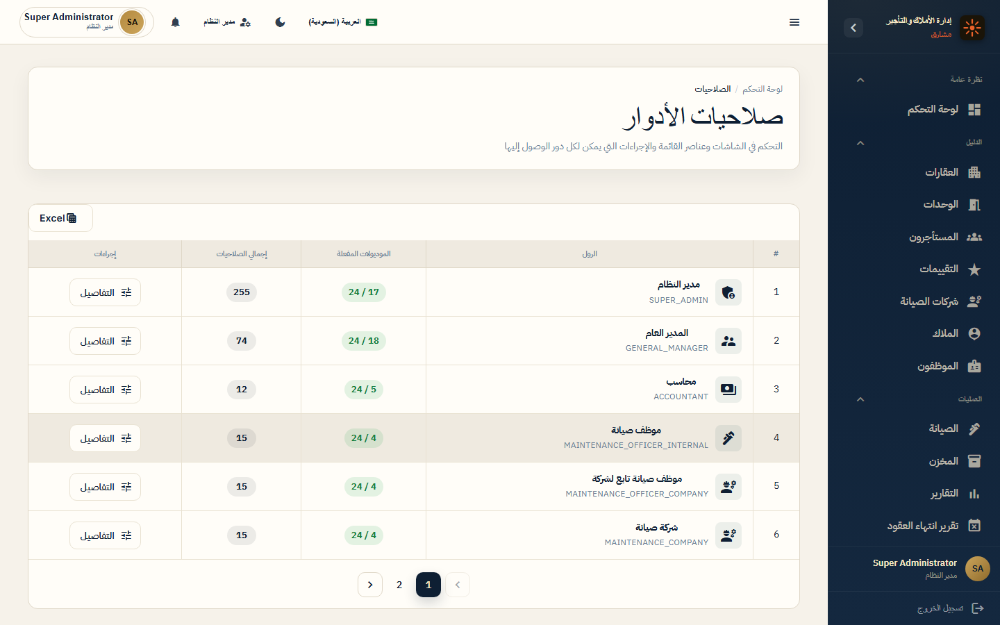 إدارة الأملاك والتأجير
مشارق
نظرة عامة
لوحة التحكم
الدليل
العقارات
الوحدات
المستأجرون
التقييمات
شركات الصيانة
الملاك
الموظفون
العمليات
الصيانة
المخزن
التقارير
تقرير انتهاء العقود
SA
Super Administrator
مدير النظام
تسجيل الخروج
العربية (السعودية)
مدير النظام
SA
Super Administrator
مدير النظام
لوحة التحكم / الصلاحيات
صلاحيات الأدوار
التحكم في الشاشات وعناصر القائمة والإجراءات التي يمكن لكل دور الوصول إليها
Excel
# الرول الموديولات المفعلة إجمالي الصلاحيات إجراءات
1 مدير النظام 24 / 17 255 التفاصيل
SUPER_ADMIN
2 المدير العام 24 / 18 74 التفاصيل
GENERAL_MANAGER
3 محاسب 24 / 5 12 التفاصيل
ACCOUNTANT
4 موظف صيانة 24 / 4 15 التفاصيل
MAINTENANCE_OFFICER_INTERNAL
5 موظف صيانة تابع لشركة 24 / 4 15 التفاصيل
MAINTENANCE_OFFICER_COMPANY
6 شركة صيانة 24 / 4 15 التفاصيل
MAINTENANCE_COMPANY
1 2